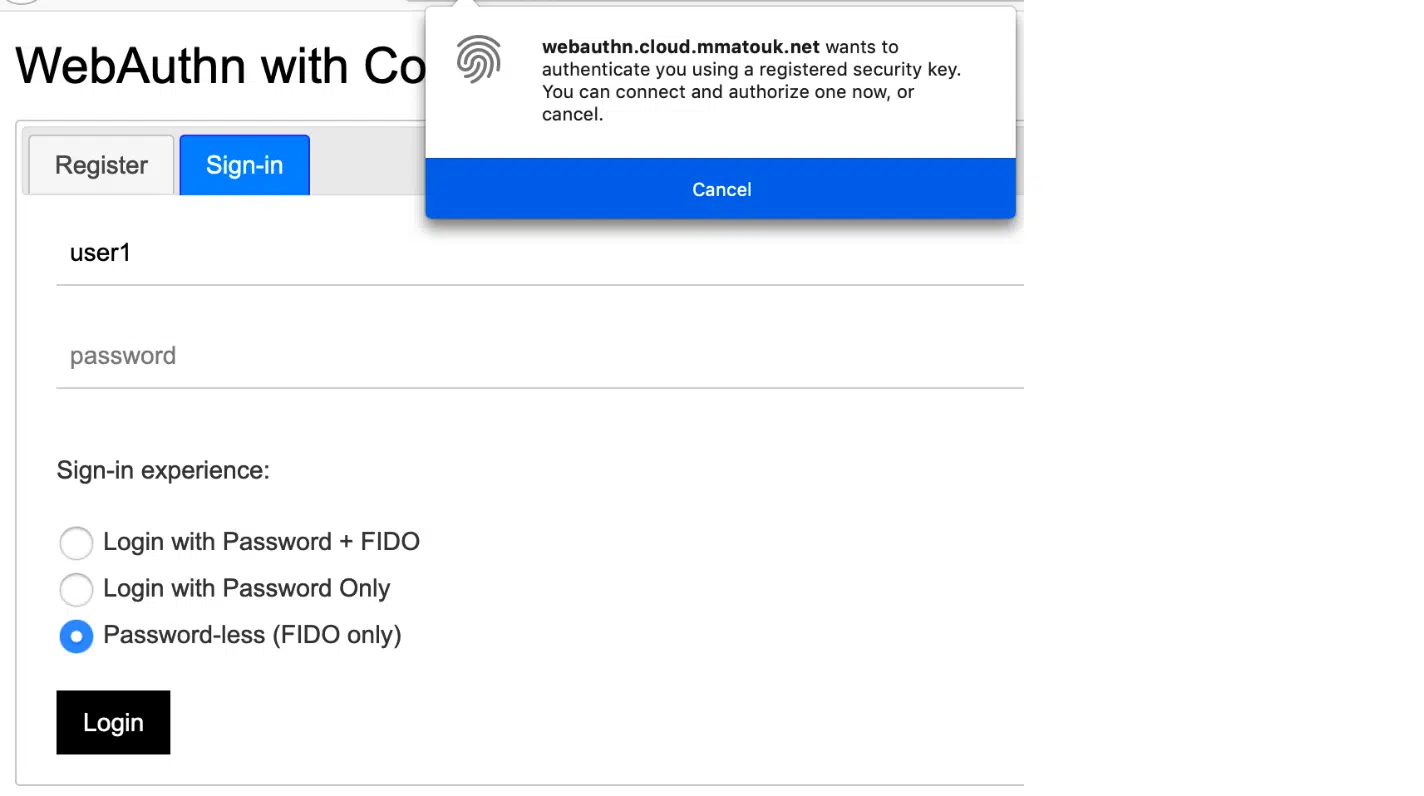 WebAuthn with Co
webauthn.cloud.mmatouk.net wants to
authenticate you using a registered security key.
You can connect and authorize one now, or
cancel.
Cancel
Register
Sign-in
user1
password
Sign-in experience:
Login with Password + FIDO
Login with Password Only
Password-less (FIDO only)
Login